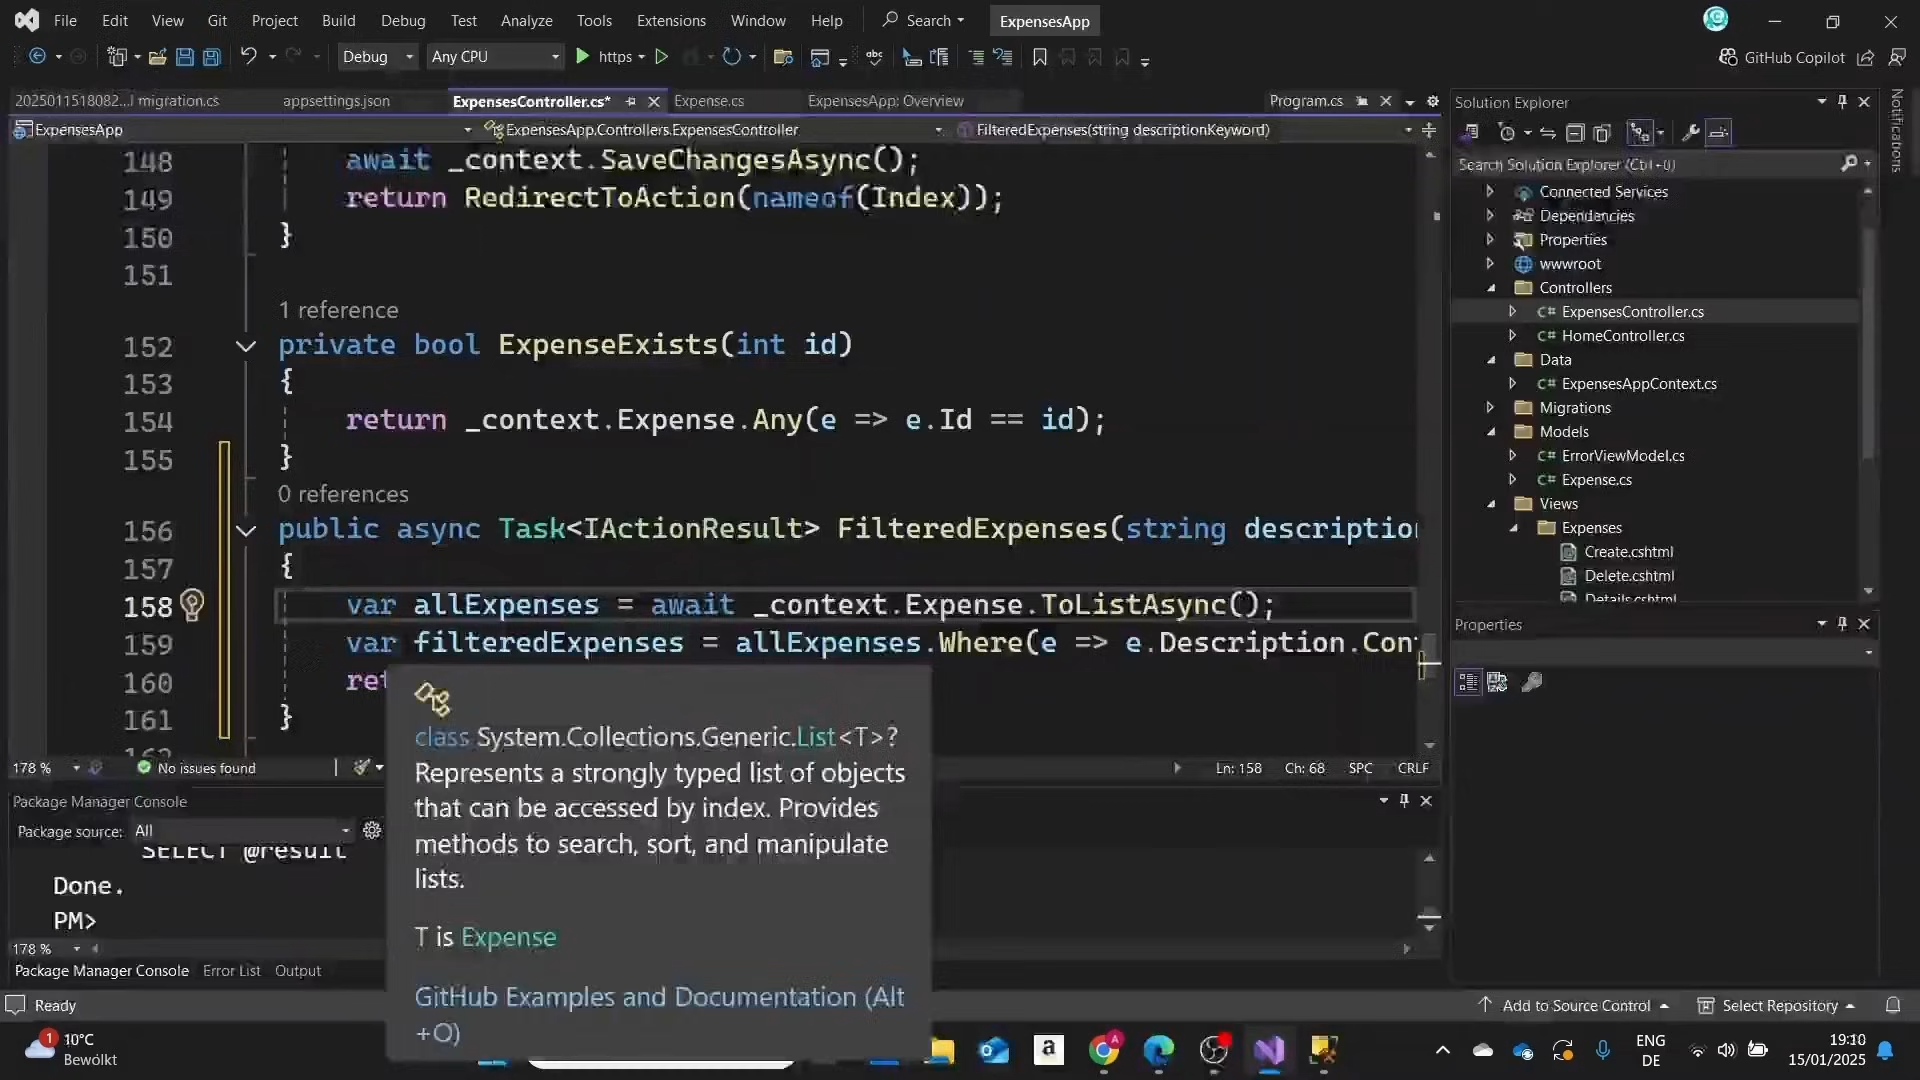 File Edit View Git Project Build Debug Test Analyze Tools Extensions Window Help Search ExpensesApp
Debug Any CPU https GitHub Copilot
2025011518082...l migration.cs appsettings.json ExpensesController.cs* Expense.cs ExpensesApp: Overview Program.cs
ExpensesApp ExpensesApp.Controllers.ExpensesController FilteredExpenses(string descriptionKeyword)
148 await _context.SaveChangesAsync();
149 return RedirectToAction(nameof(Index));
150 }
151
1 reference
152 private bool ExpenseExists(int id)
153 {
154 return _context.Expense.Any(e => e.Id == id);
155 }
0 references
156 public async Task<IActionResult> FilteredExpenses(string description
157 {
158 var allExpenses = await _context.Expense.ToListAsync();
159 var filteredExpenses = allExpenses.Where(e => e.Description.Con
160 ret
161 }
class System.Collections.Generic.List<T>?
Represents a strongly typed list of objects
that can be accessed by index. Provides
methods to search, sort, and manipulate
lists.
T is Expense
GitHub Examples and Documentation (Alt
+O)
178 % No issues found Ln: 158 Ch: 68 SPC CRLF
Package Manager Console
Package source: All
SELECT @result
Done.
PM>
178 %
Package Manager Console Error List Output
Solution Explorer
Search Solution Explorer (Ctrl+ü)
Connected Services
Dependencies
Properties
wwwroot
Controllers
C# ExpensesController.cs
C# HomeController.cs
Data
C# ExpensesAppContext.cs
Migrations
Models
C# ErrorViewModel.cs
C# Expense.cs
Views
Expenses
Create.cshtml
Delete.cshtml
Details.cshtml
Properties
Notifications
Ready Add to Source Control Select Repository
1 10°C
Bewölkt
a
A
ENG
DE
19:10
15/01/2025